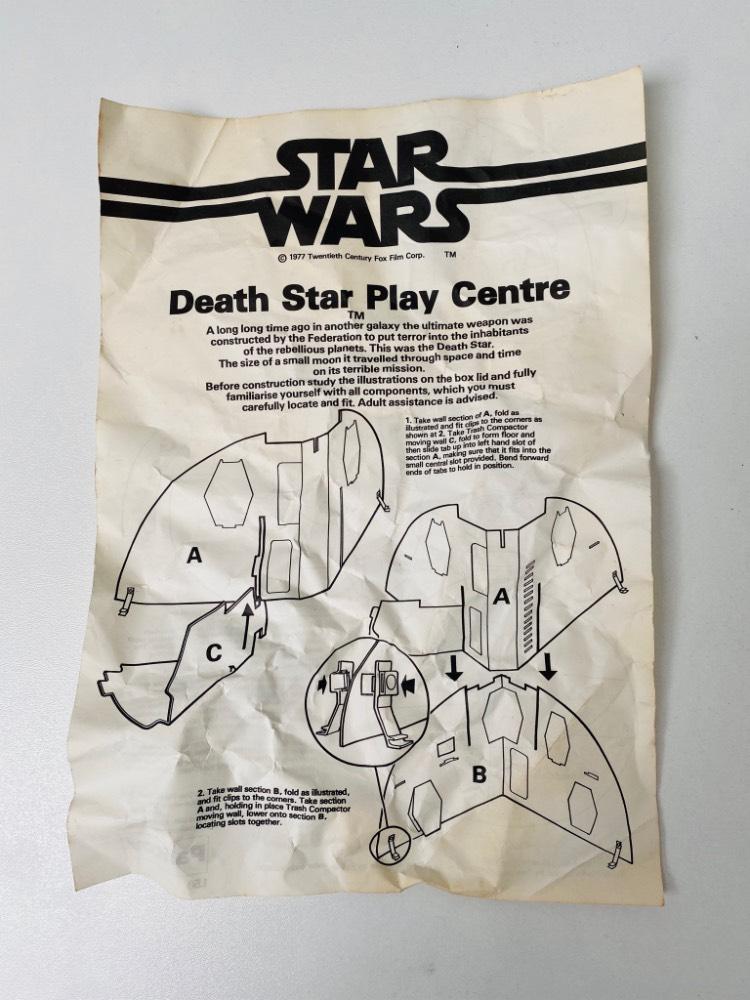 STAR
WARS
© 1977 Twentieth Century Fox Film Corp. TM
Death Star Play Centre
TM
A long long time ago in another galaxy the ultimate weapon was
constructed by the Federation to put terror into the inhabitants
of the rebellious planets. This was the Death Star.
The size of a small moon it travelled through space and time
on its terrible mission.
Before construction study the illustrations on the box lid and fully
familiarise yourself with all components, which you must
carefully locate and fit. Adult assistance is advised.
1. Take wall section of A, fold as
illustrated and fit clips to the corners as
shown at 2. Take Trash Compactor
moving wall C, fold to form floor and
then slide tab up into left hand slot of
section A, making sure that it fits into the
small central slot provided. Bend forward
ends of tabs to hold in position.
A
C
A
B
2. Take wall section B, fold as illustrated,
and fit clips to the corners. Take section
A and, holding in place Trash Compactor
moving wall, lower onto section B,
locating slots together.